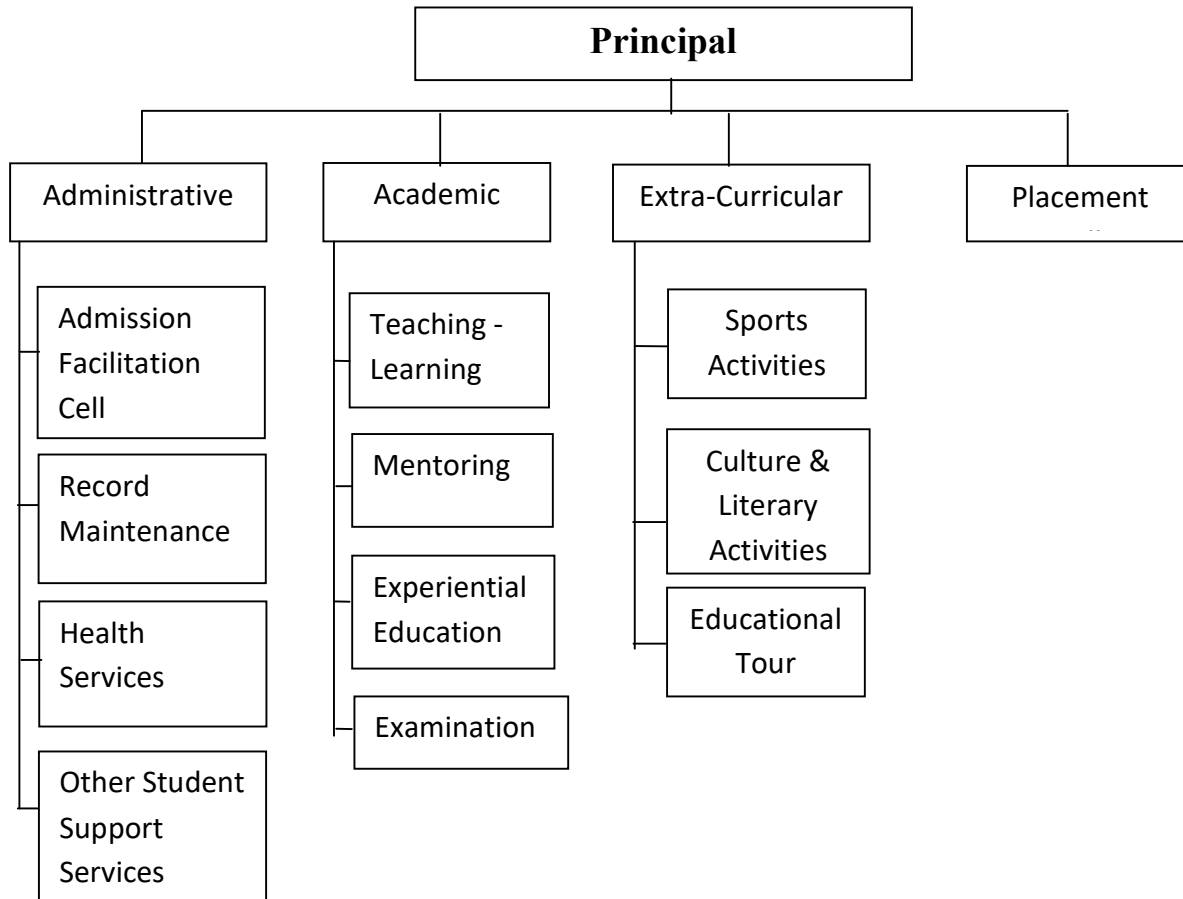 Principal
Administrative
Academic
Extra-Curricular
Placement
Admission
Facilitation
Cell
Record
Maintenance
Health
Services
Other Student
Support
Services
Teaching -
Learning
Mentoring
Experiential
Education
Examination
Sports
Activities
Culture &
Literary
Activities
Educational
Tour